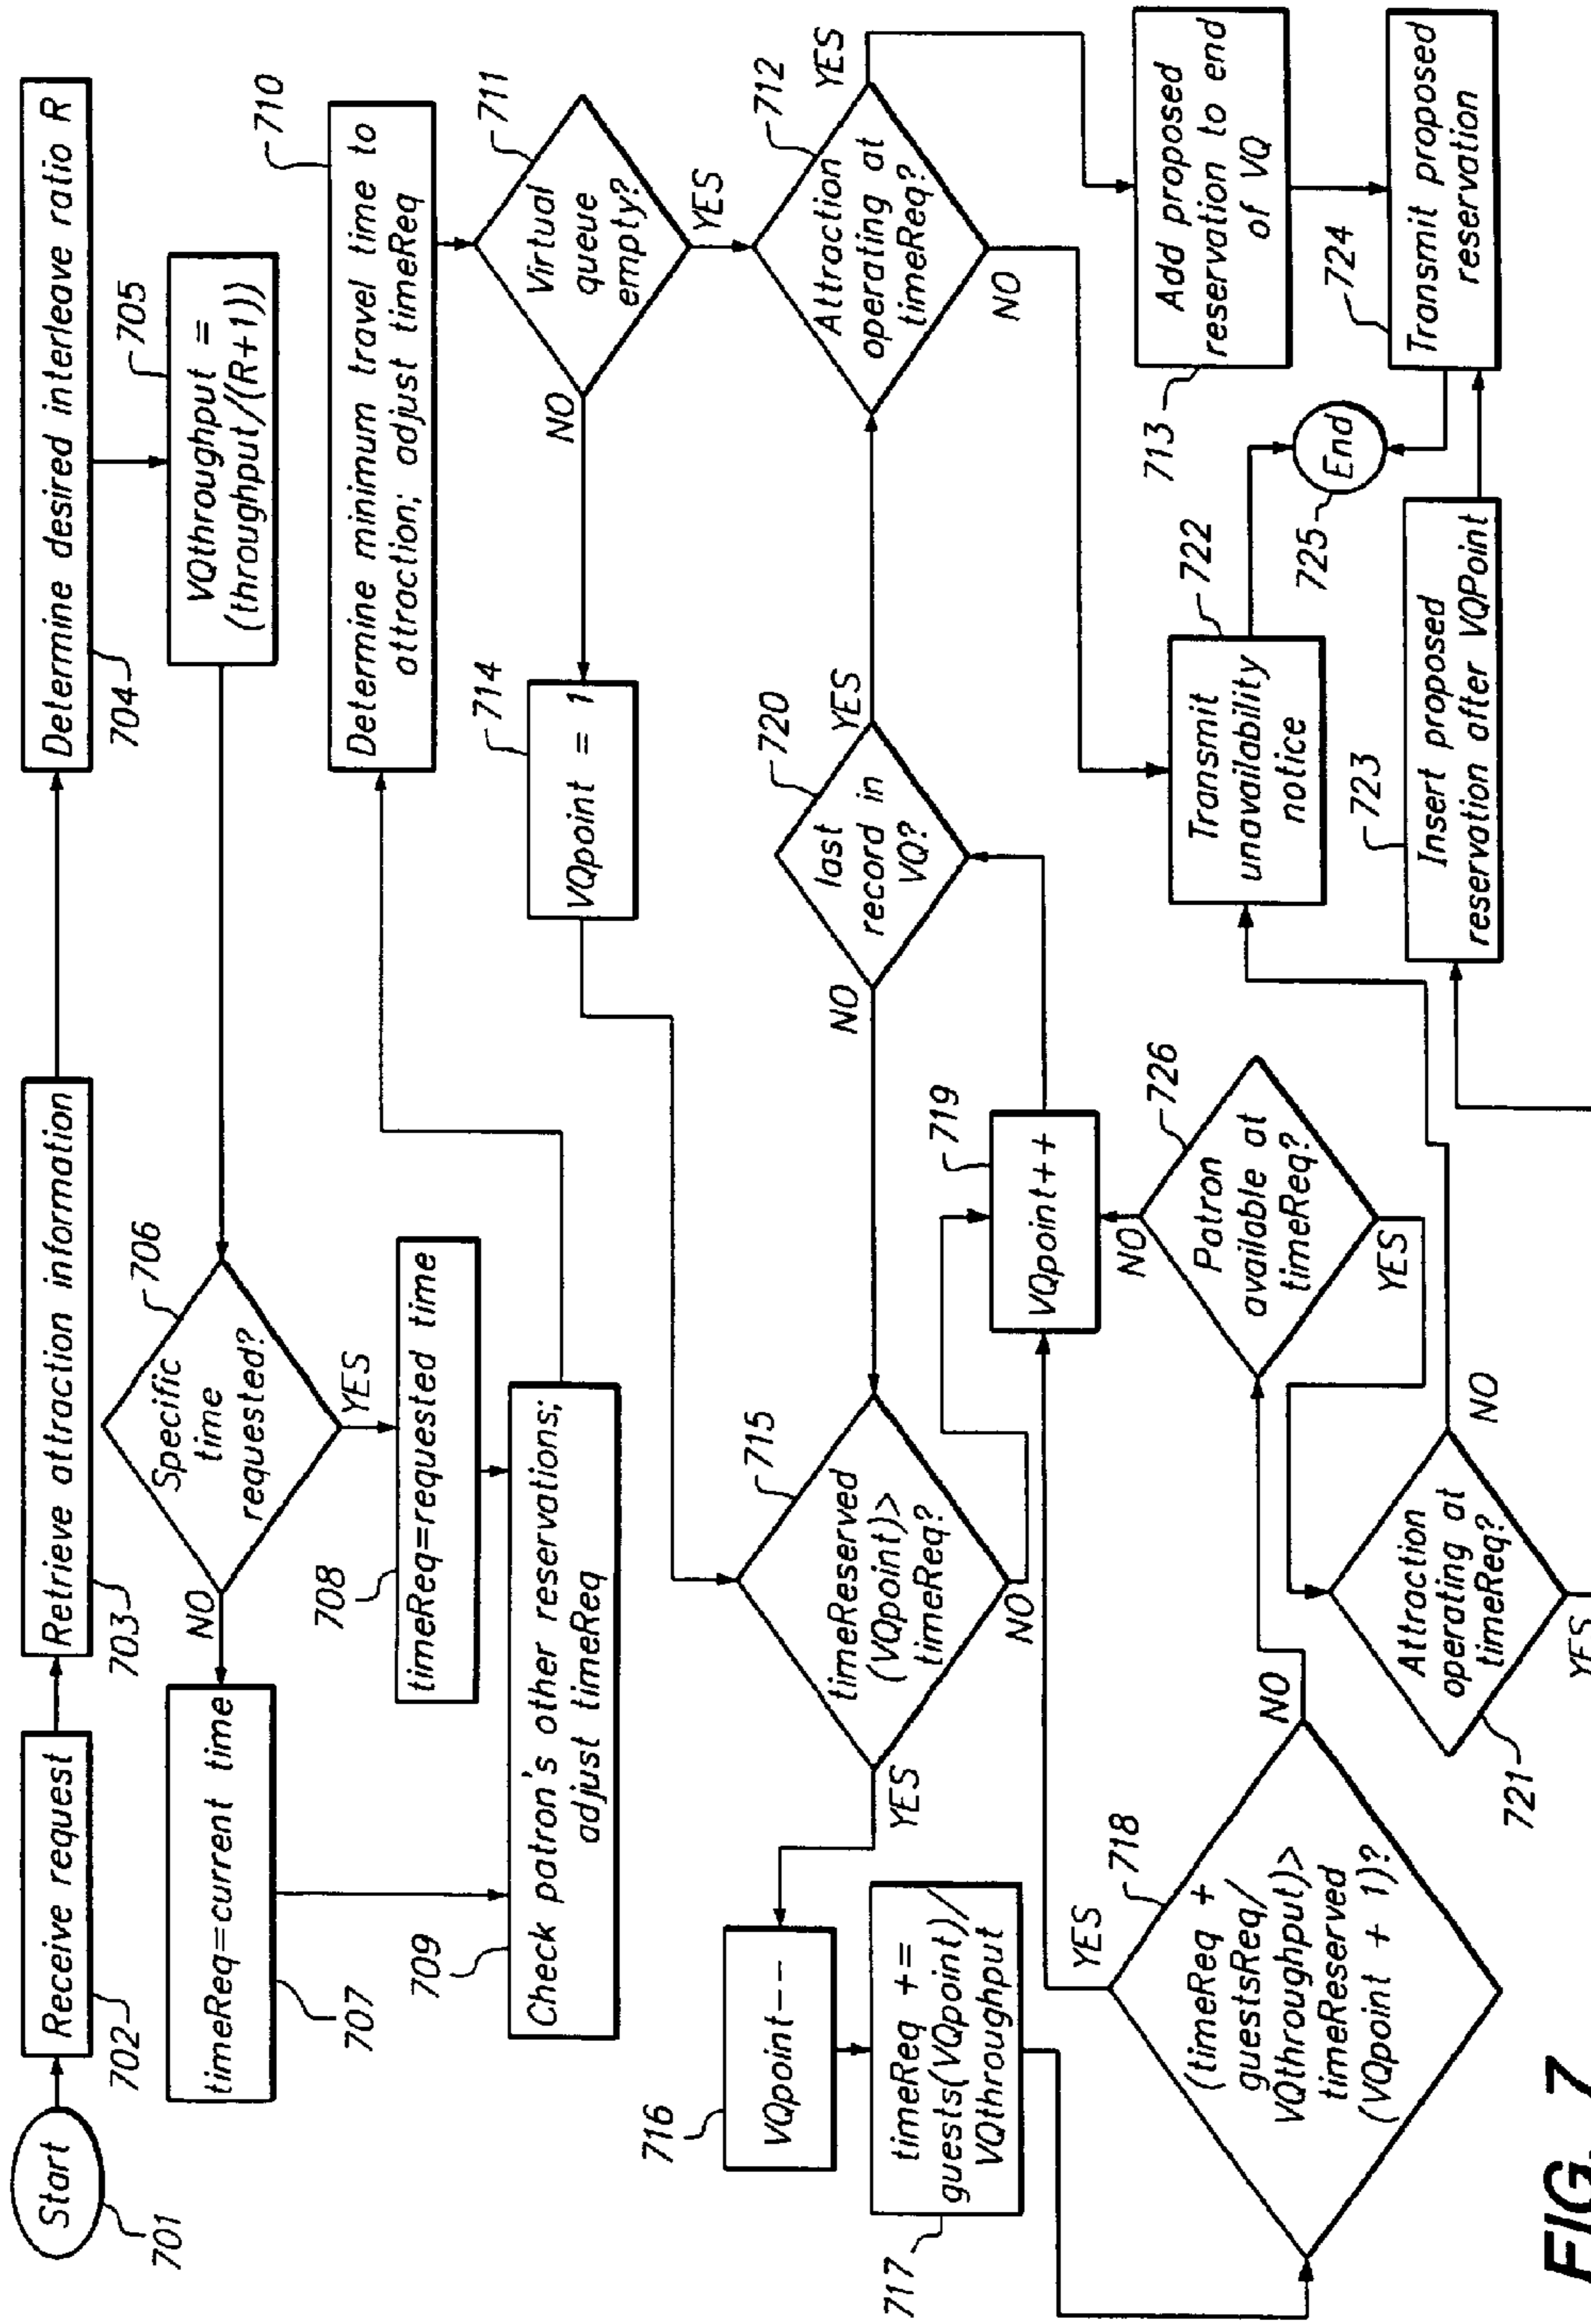 Start
701
Receive request
702
Retrieve attraction information
703
Determine desired interleave ratio R
704
VQthroughput =
(throughput/(R+1))
705
Specific
time
requested?
706
NO
YES
timeReq=current time
707
timeReq=requested time
708
Check patron's other reservations;
adjust timeReq
709
Determine minimum travel time to
attraction; adjust timeReq
710
Virtual
queue
empty?
711
NO
YES
Attraction
operating at
timeReq?
712
YES
NO
Add proposed
reservation to end
of VQ
713
VQpoint = 1
714
timeReserved
(VQpoint)>
timeReq?
715
YES
NO
VQpoint--
716
timeReq +=
guests(VQpoint)/
VQthroughput
717
(timeReq +
guestsReq/
VQthroughput)>
timeReserved
(VQpoint + 1)?
718
YES
NO
VQpoint++
719
last
record in
VQ?
720
NO
YES
Patron
available at
timeReq?
726
NO
YES
Attraction
operating at
timeReq?
721
NO
YES
Transmit
unavailability
notice
722
Insert proposed
reservation after VQPoint
723
Transmit proposed
reservation
724
End
725
FIG. 7